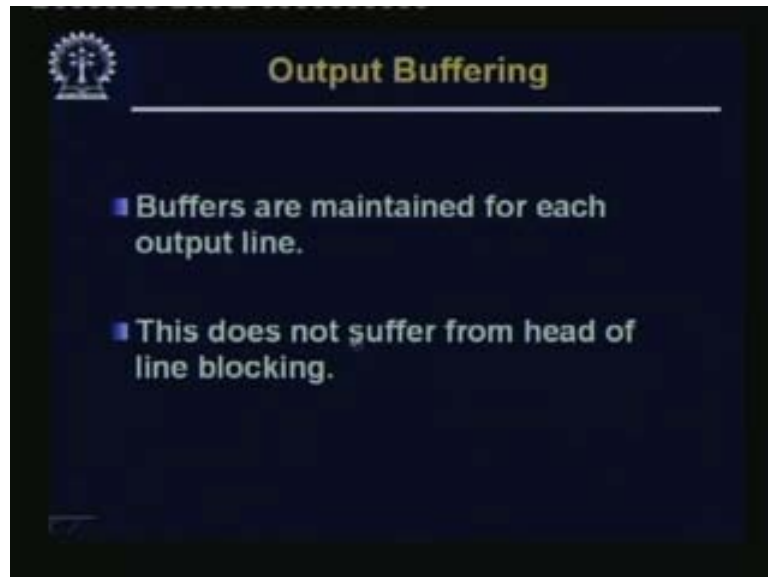 Output Buffering
Buffers are maintained for each
output line.
This does not suffer from head of
line blocking.